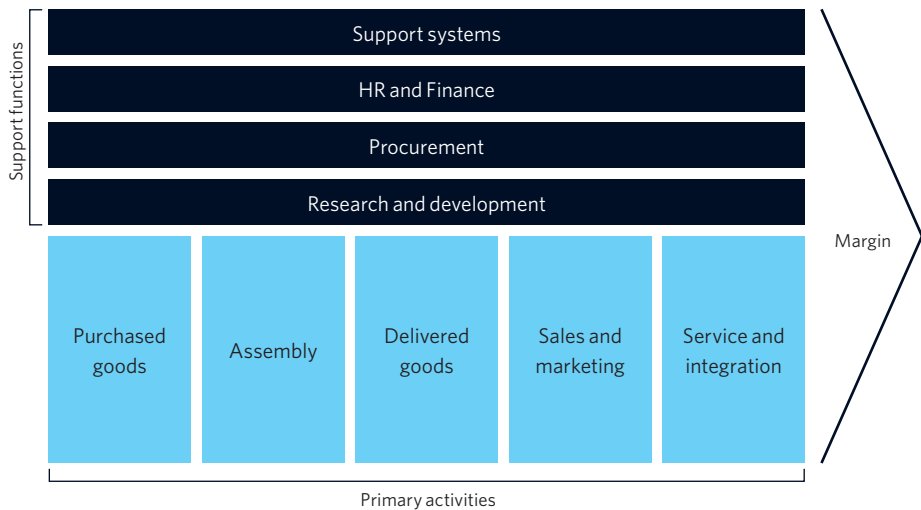 Support functions
Support systems
HR and Finance
Procurement
Research and development
Margin
Purchased
goods
Assembly
Delivered
goods
Sales and
marketing
Service and
integration
Primary activities